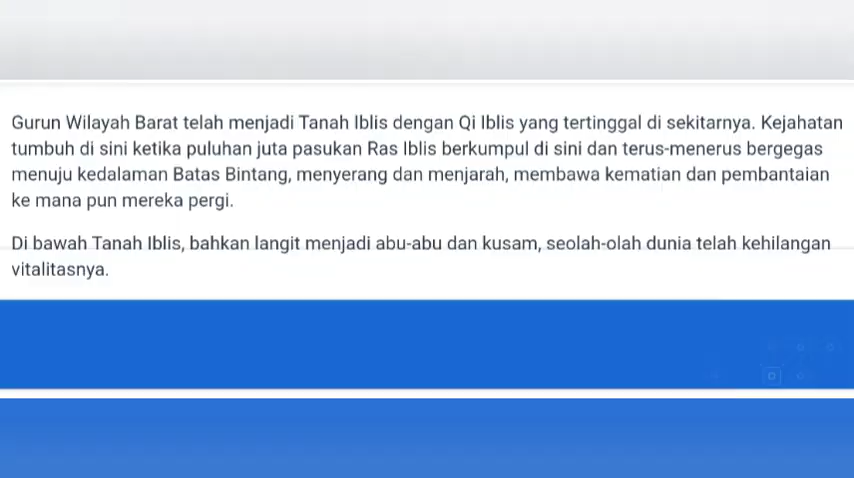 Gurun Wilayah Barat telah menjadi Tanah Iblis dengan Qi Iblis yang tertinggal di sekitarnya. Kejahatan
tumbuh di sini ketika puluhan juta pasukan Ras Iblis berkumpul di sini dan terus-menerus bergegas
menuju kedalaman Batas Bintang, menyerang dan menjarah, membawa kematian dan pembantaian
ke mana pun mereka pergi.
Di bawah Tanah Iblis, bahkan langit menjadi abu-abu dan kusam, seolah-olah dunia telah kehilangan
vitalitasnya.